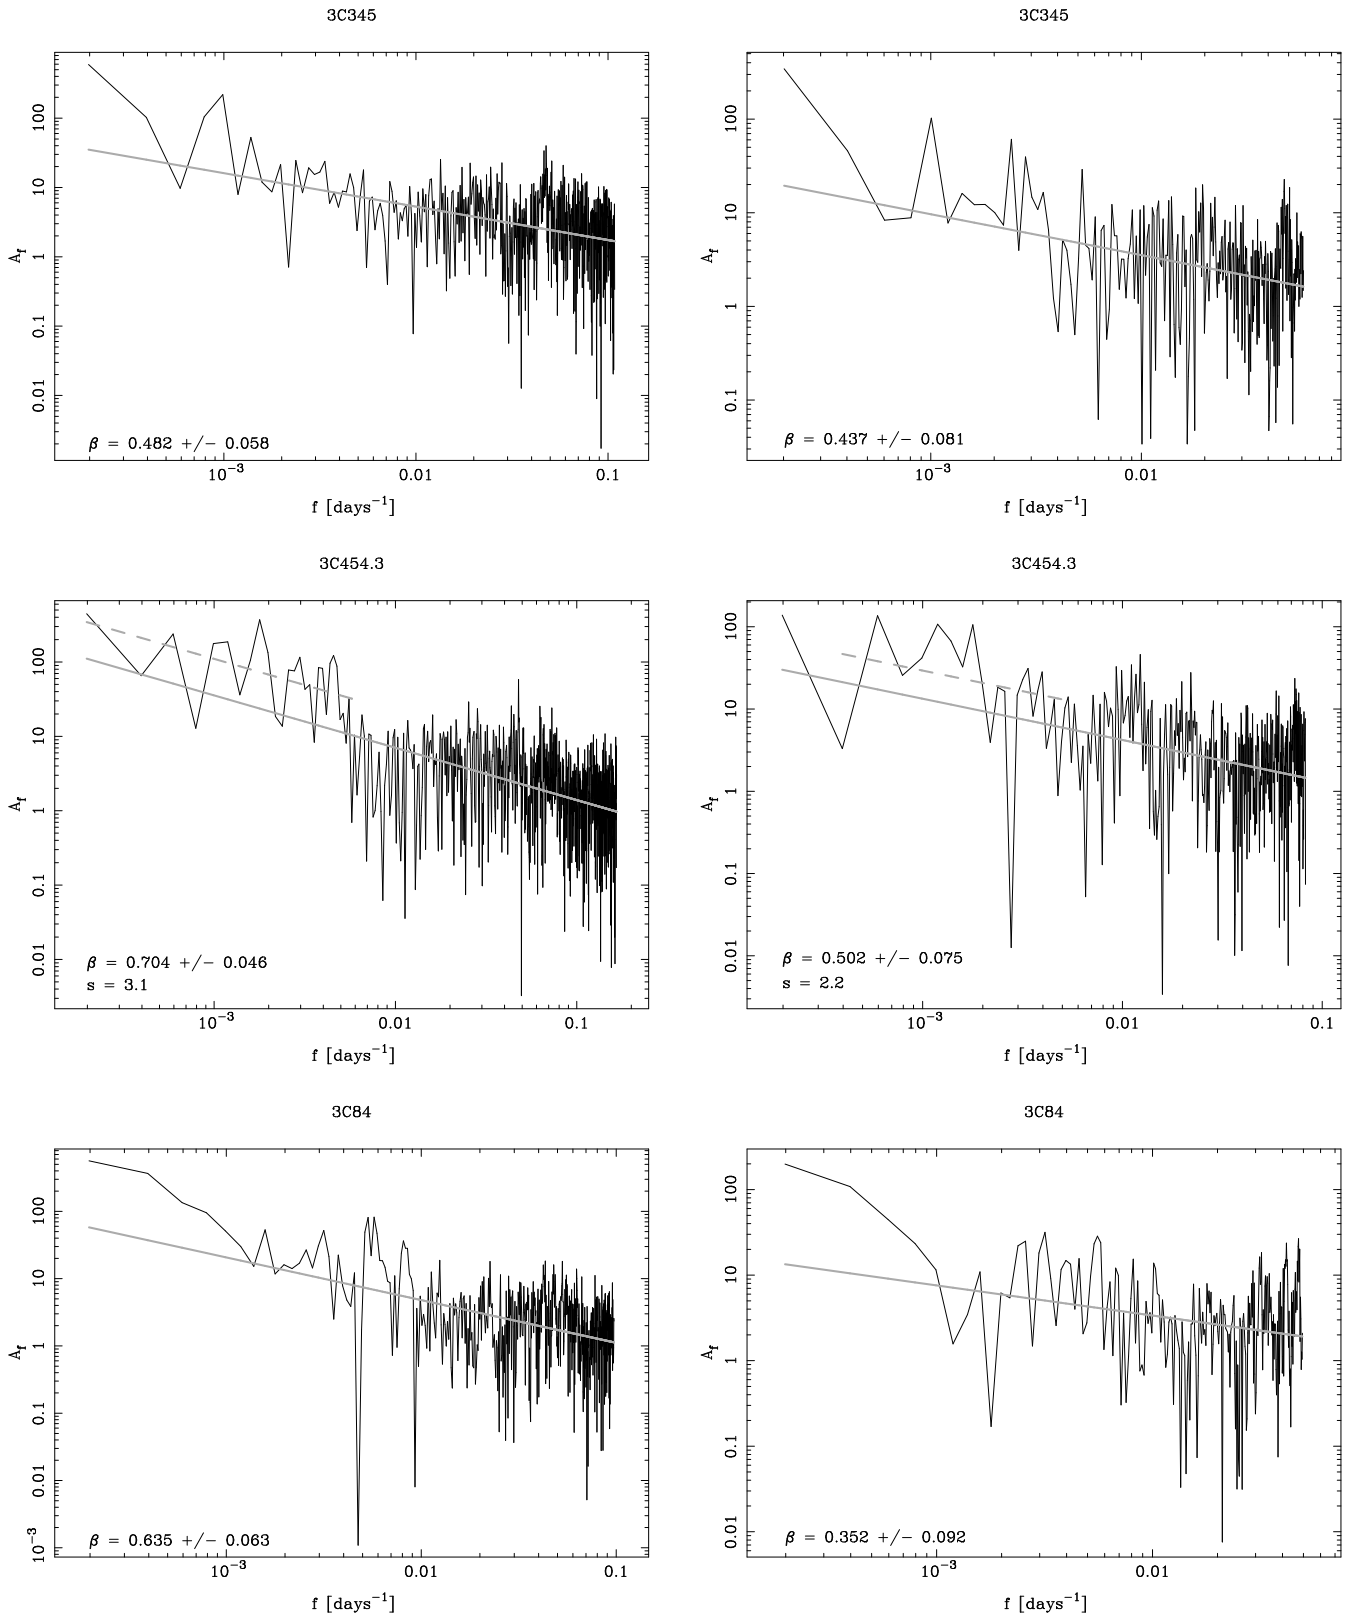 3C345
100
10
1
0.1
0.01
A_f
β = 0.482 +/− 0.058
10^−3
0.01
0.1
f [days^−1]
3C345
100
10
1
0.1
A_f
β = 0.437 +/− 0.081
10^−3
0.01
f [days^−1]
3C454.3
100
10
1
0.1
0.01
A_f
β = 0.704 +/− 0.046
s = 3.1
10^−3
0.01
0.1
f [days^−1]
3C454.3
100
10
1
0.1
0.01
A_f
β = 0.502 +/− 0.075
s = 2.2
10^−3
0.01
0.1
f [days^−1]
3C84
100
10
1
0.1
0.01
10^−3
A_f
β = 0.635 +/− 0.063
10^−3
0.01
0.1
f [days^−1]
3C84
100
10
1
0.1
0.01
A_f
β = 0.352 +/− 0.092
10^−3
0.01
f [days^−1]